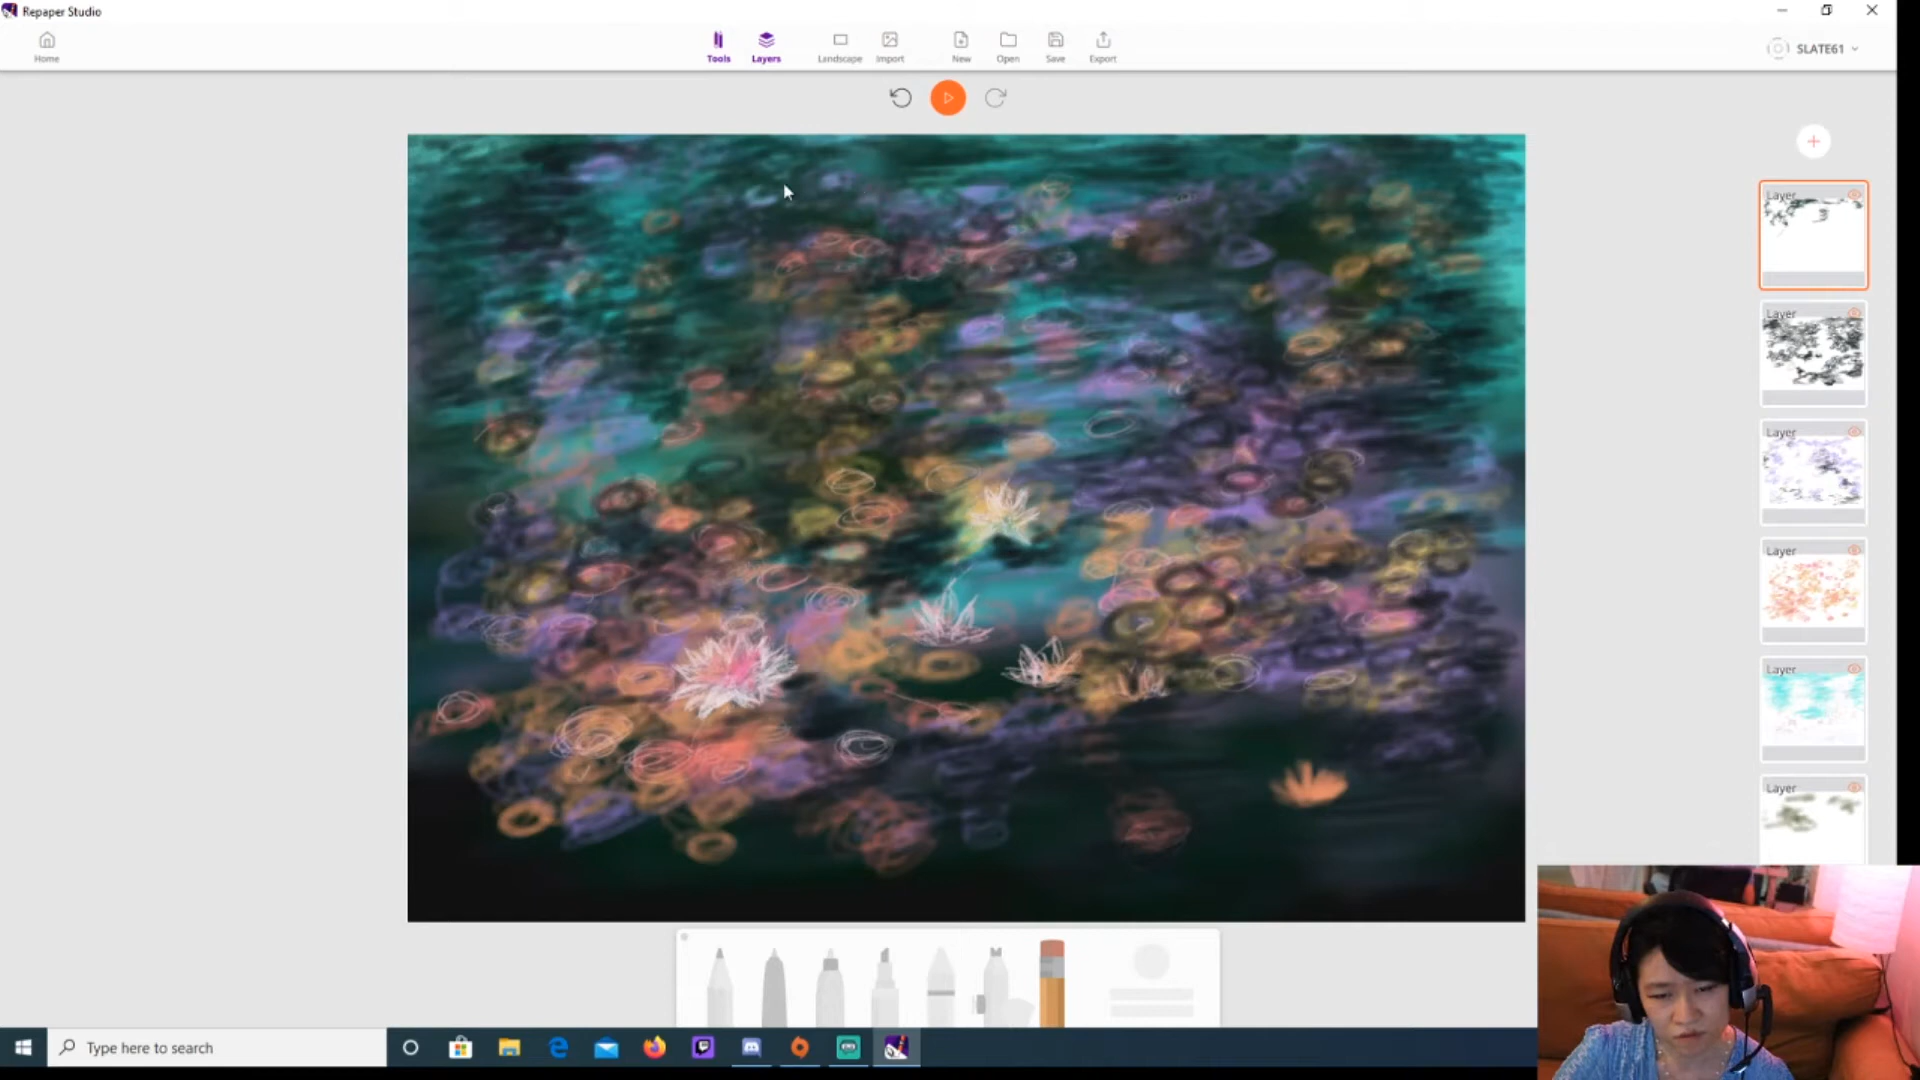 Repaper Studio
Home
Tools
Layers
Landscape
Import
New
Open
Save
Export
SLATE61
Layer
Layer
Layer
Layer
Layer
Layer
Type here to search